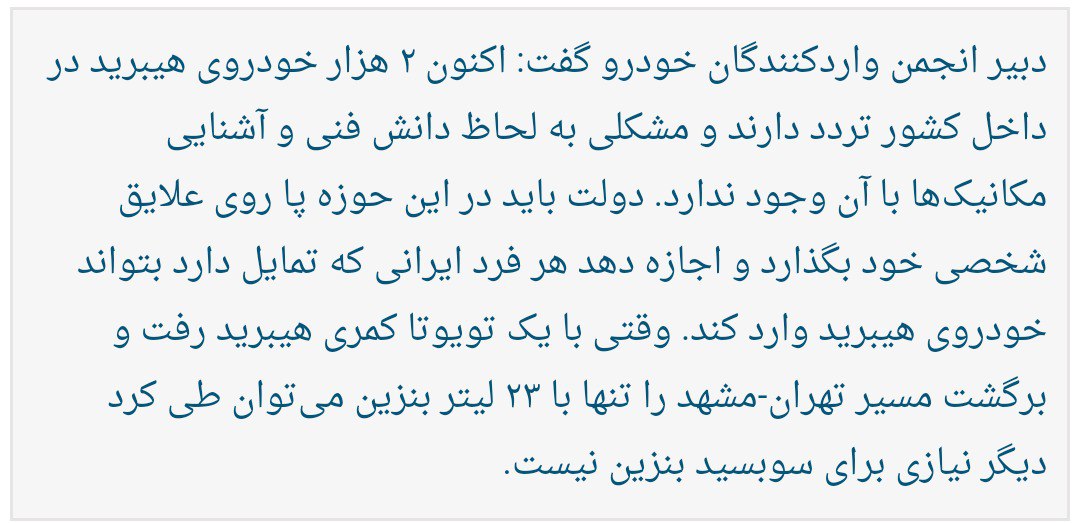 دبیر انجمن واردکنندگان خودرو گفت: اکنون ۲ هزار خودروی هیبرید در
داخل کشور تردد دارند و مشکلی به لحاظ دانش فنی و آشنایی
مکانیک‌ها با آن وجود ندارد. دولت باید در این حوزه پا روی علایق
شخصی خود بگذارد و اجازه دهد هر فرد ایرانی که تمایل دارد بتواند
خودروی هیبرید وارد کند. وقتی با یک تویوتا کمری هیبرید رفت و
برگشت مسیر تهران-مشهد را تنها با ۲۳ لیتر بنزین می‌توان طی کرد
دیگر نیازی برای سوبسید بنزین نیست.